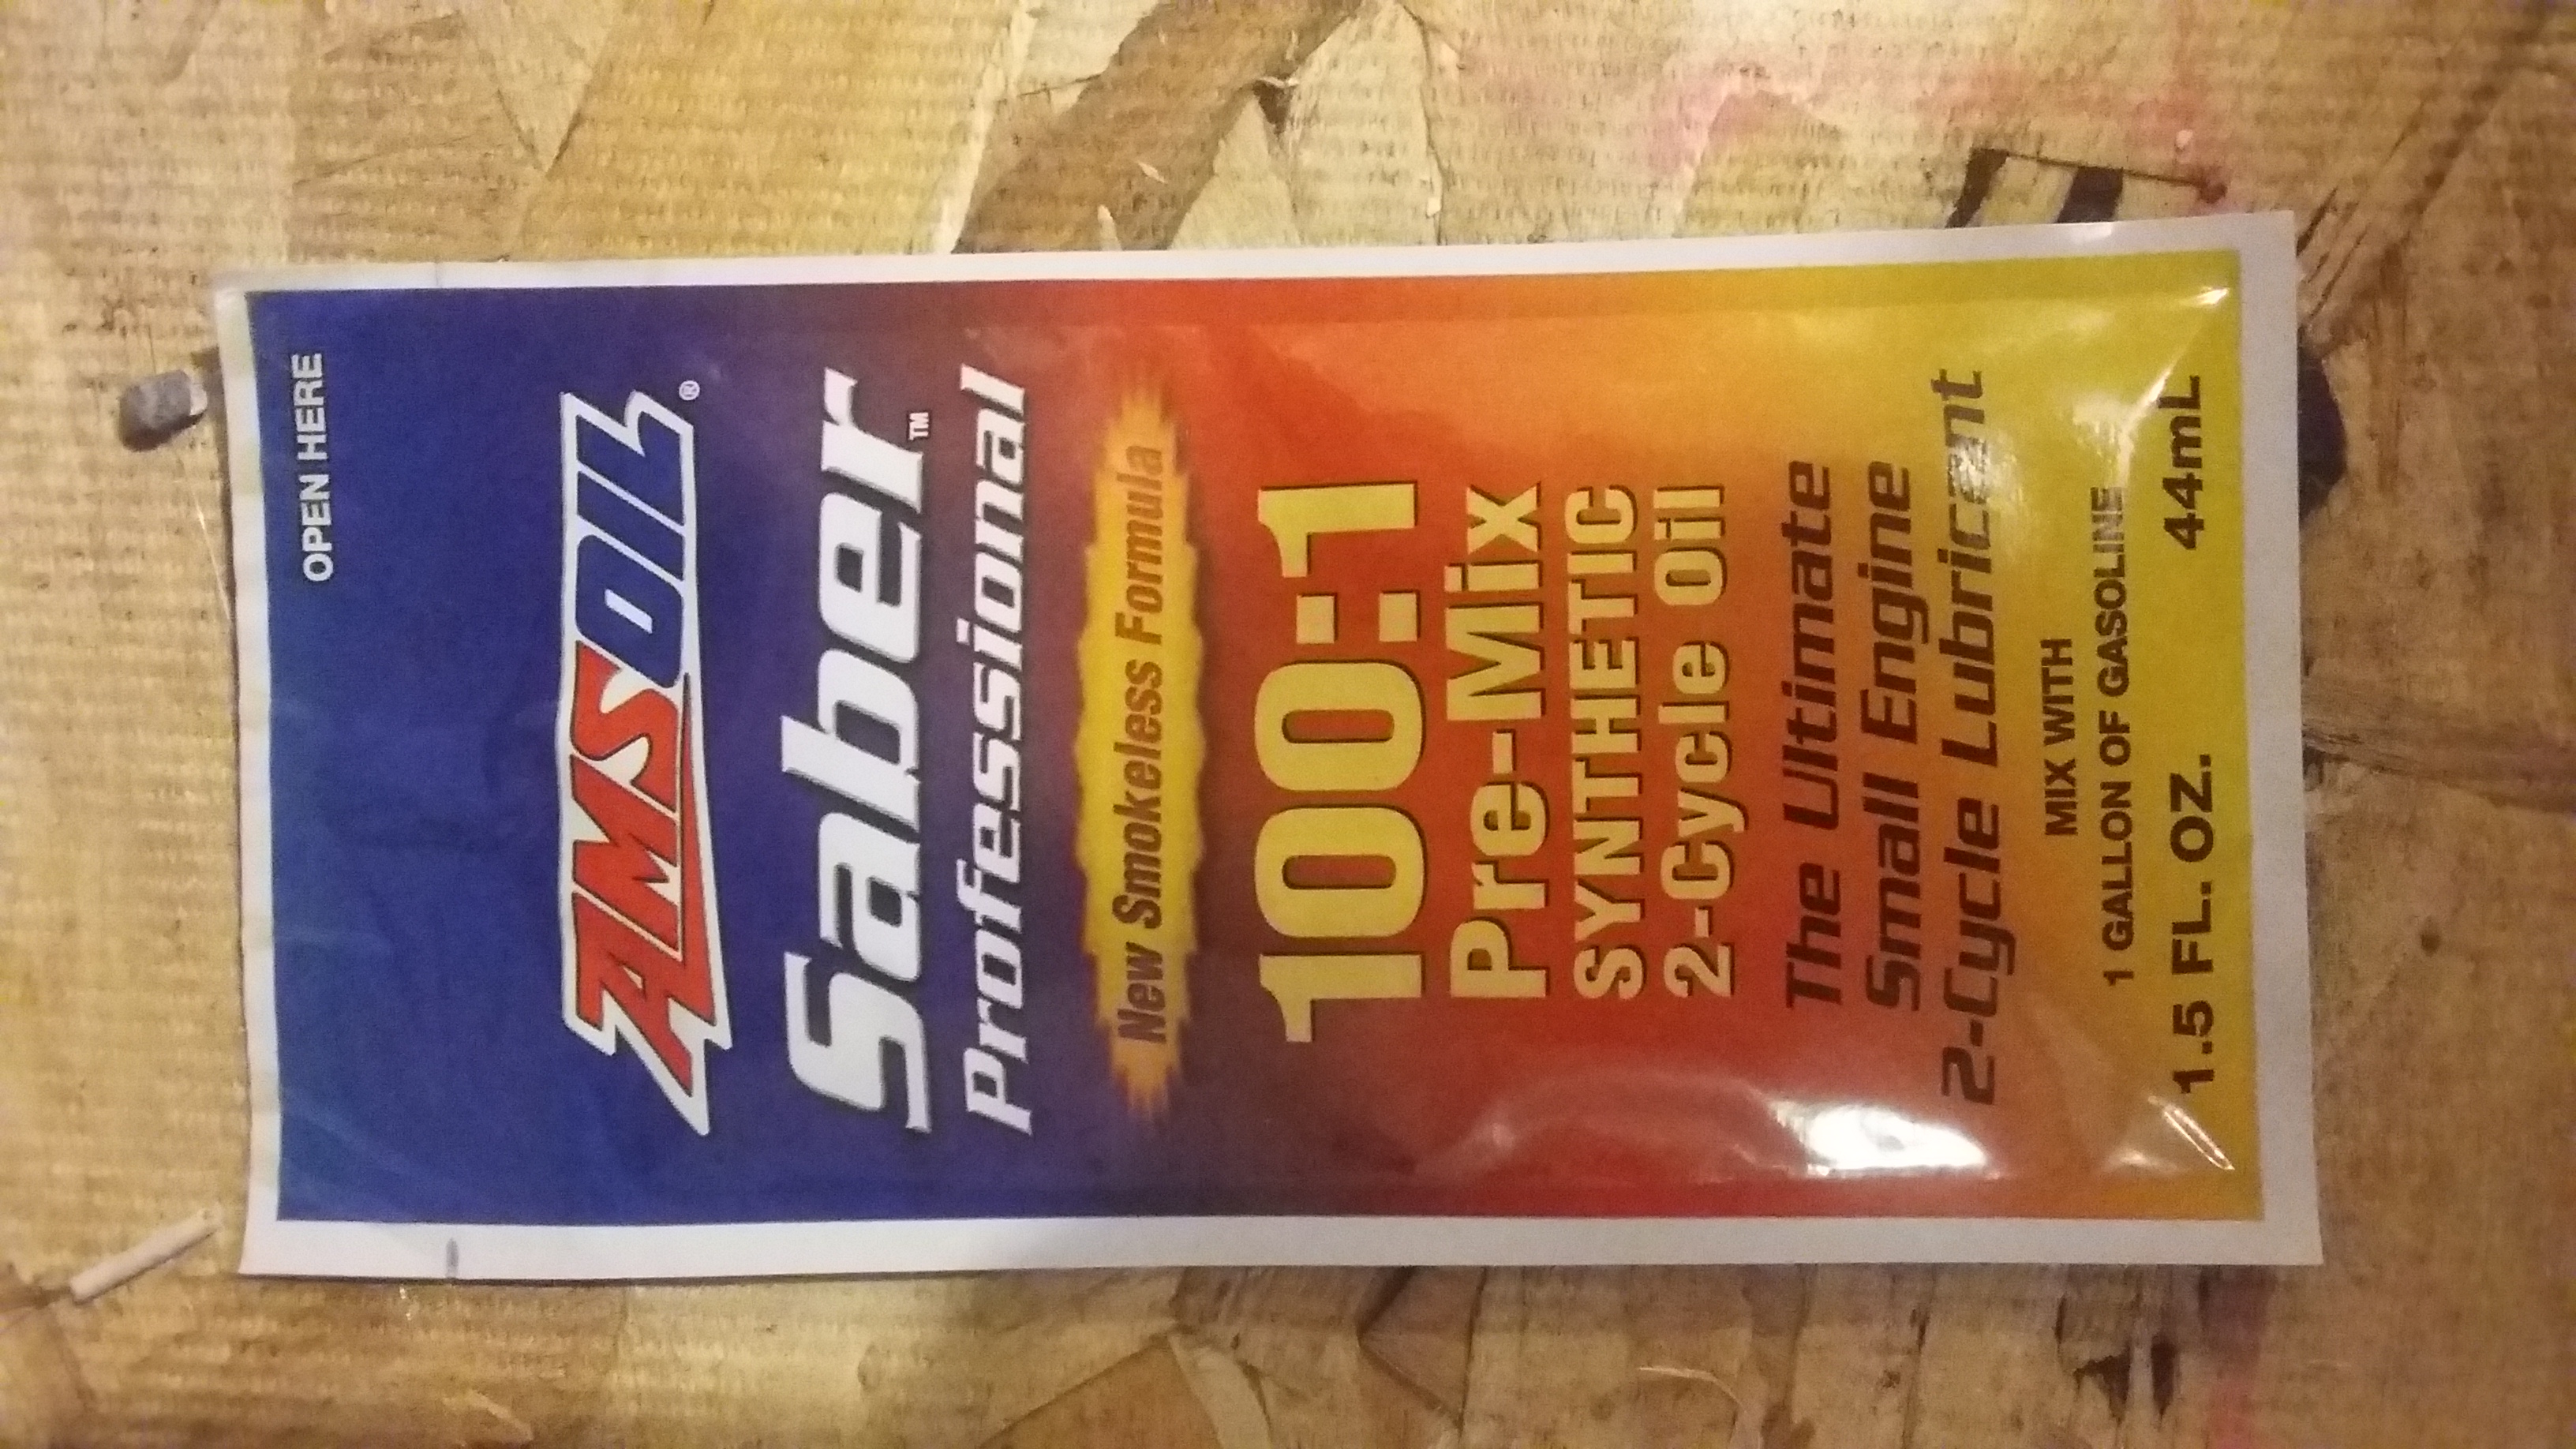 OPEN HERE
AMSOIL®
Saber™
Professional
New Smokeless Formula
100:1
Pre-Mix
SYNTHETIC
2-Cycle Oil
The Ultimate
Small Engine
2-Cycle Lubricant
MIX WITH
1 GALLON OF GASOLINE
1.5 FL. OZ. 44mL